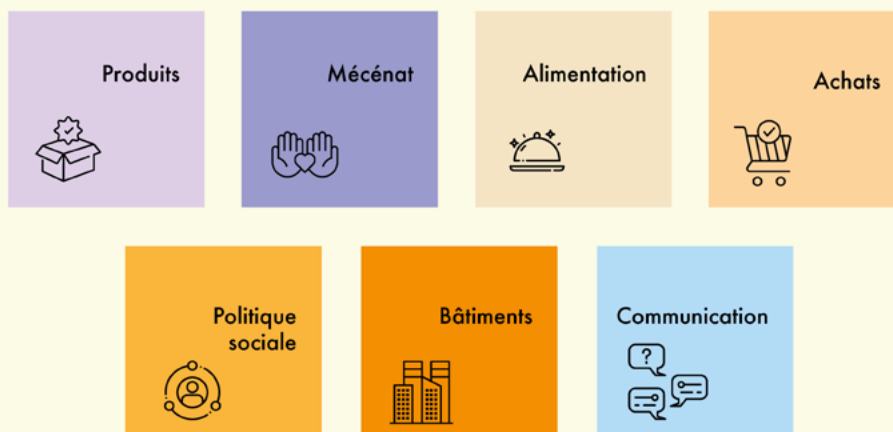 Produits
Mécénat
Alimentation
Achats
Politique
sociale
Bâtiments
Communication
?